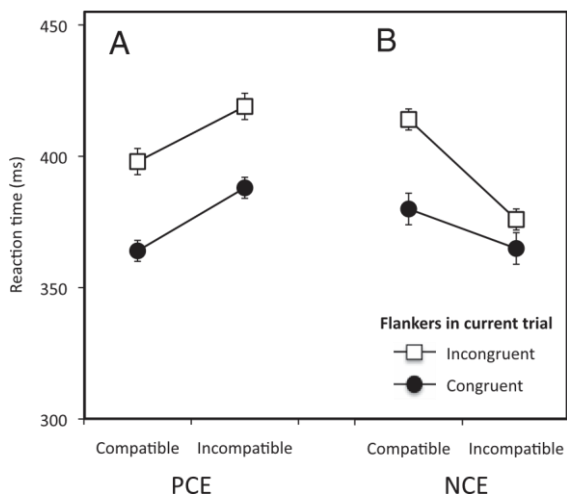 450
A
B
400
Reaction time (ms)
350
Flankers in current trial
Incongruent
Congruent
300
Compatible Incompatible Compatible Incompatible
PCE NCE